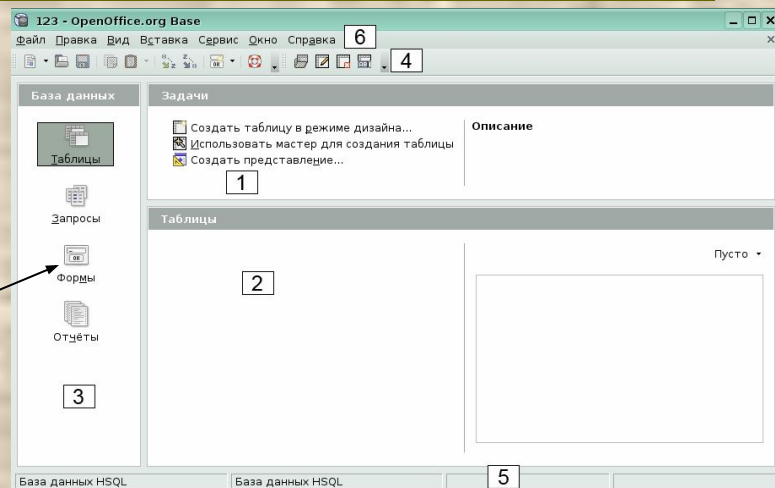 123 - OpenOffice.org Base
Файл Правка Вид Вставка Сервис Окно Справка 6
4
База данных
Задачи
Таблицы
Запросы
Формы
Отчёты
3
Создать таблицу в режиме дизайна...
Использовать мастер для создания таблицы
Создать представление...
1
Описание
Таблицы
2
Пусто
База данных HSQL
База данных HSQL
5